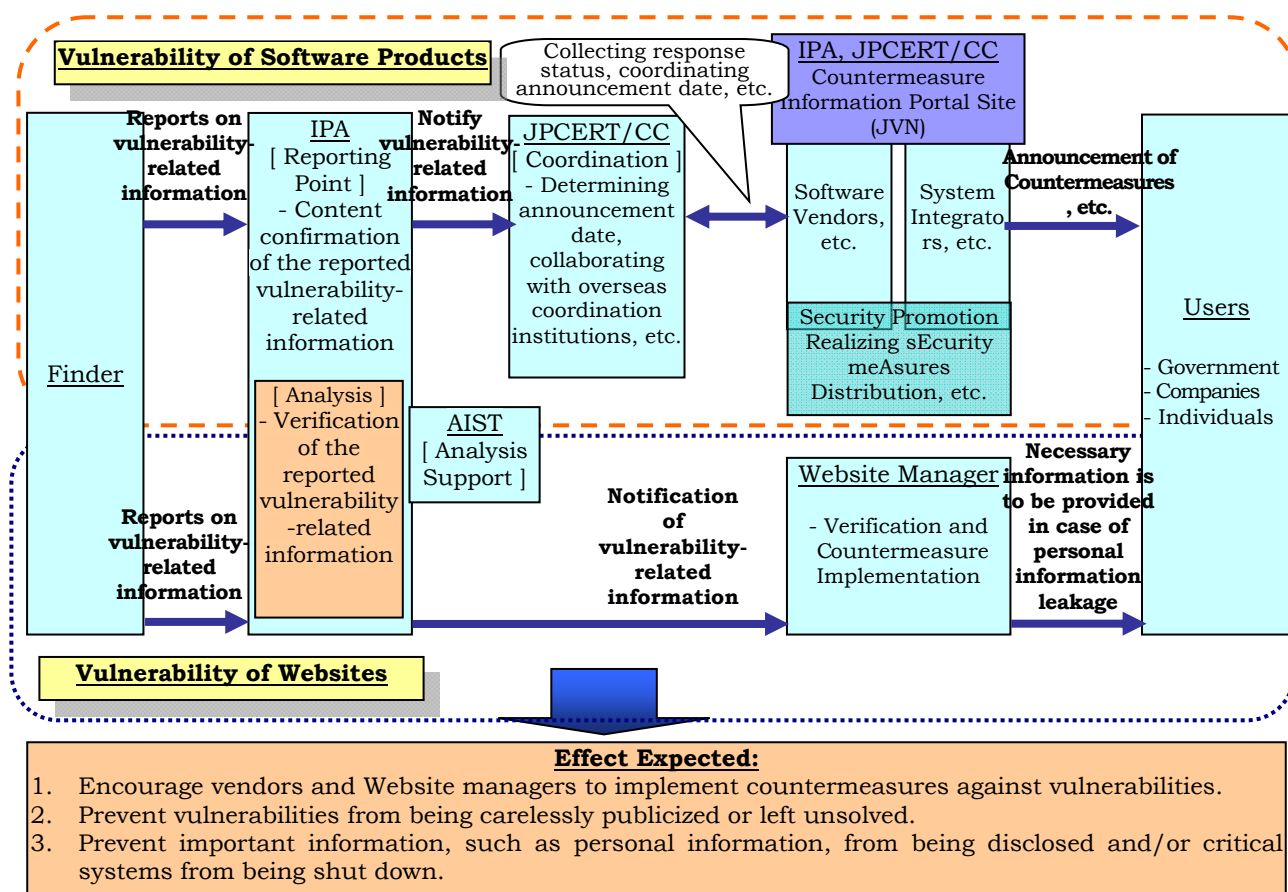 Vulnerability of Software Products
Collecting response
status, coordinating
announcement date, etc.
IPA, JPCERT/CC
Countermeasure
Information Portal Site
(JVN)
Finder
Reports on
vulnerability-
related
information
IPA
[ Reporting
Point ]
- Content
confirmation
of the reported
vulnerability-
related
information
[ Analysis ]
- Verification
of the
reported
vulnerability
-related
information
Notify
vulnerability-
related
information
JPCERT/CC
[ Coordination ]
- Determining
announcement
date,
collaborating
with overseas
coordination
institutions, etc.
AIST
[ Analysis
Support ]
Software
Vendors,
etc.
System
Integrato
rs, etc.
Security Promotion
Realizing sEcurity
meAsures
Distribution, etc.
Announcement of
Countermeasures
, etc.
Users
- Government
- Companies
- Individuals
Reports on
vulnerability-
related
information
Notification
of
vulnerability-
related
information
Website Manager
- Verification and
Countermeasure
Implementation
Necessary
information is
to be provided
in case of
personal
information
leakage
Vulnerability of Websites
Effect Expected:
1. Encourage vendors and Website managers to implement countermeasures against vulnerabilities.
2. Prevent vulnerabilities from being carelessly publicized or left unsolved.
3. Prevent important information, such as personal information, from being disclosed and/or critical
systems from being shut down.